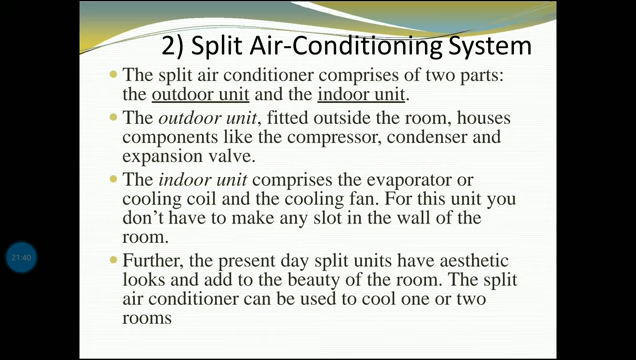 2) Split Air-Conditioning System
The split air conditioner comprises of two parts:
the outdoor unit and the indoor unit.
The outdoor unit, fitted outside the room, houses
components like the compressor, condenser and
expansion valve.
The indoor unit comprises the evaporator or
cooling coil and the cooling fan. For this unit you
don't have to make any slot in the wall of the
room.
Further, the present day split units have aesthetic
looks and add to the beauty of the room. The split
air conditioner can be used to cool one or two
rooms
21:40